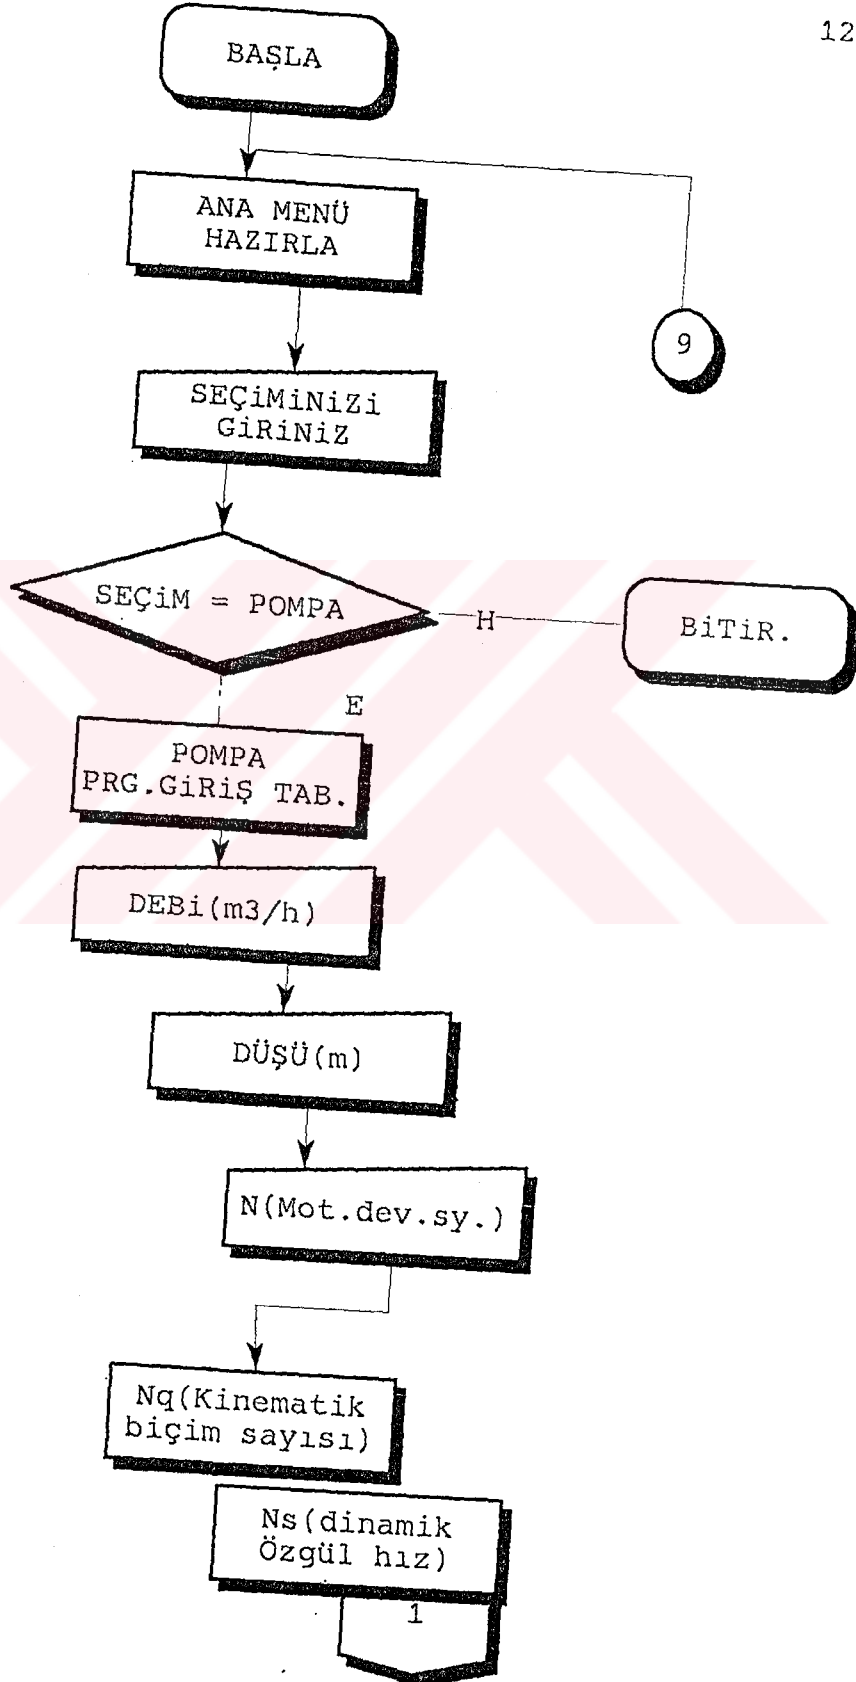 12
BAŞLA
ANA MENÜ
HAZIRLA
9
SEÇiMiNiZi
GiRiNiZ
SEÇiM = POMPA
H
BiTiR.
E
POMPA
PRG.GiRiŞ TAB.
DEBi(m3/h)
DÜŞÜ(m)
N(Mot.dev.sy.)
Nq(Kinematik
biçim sayısı)
Ns(dinamik
Özgül hız)
1